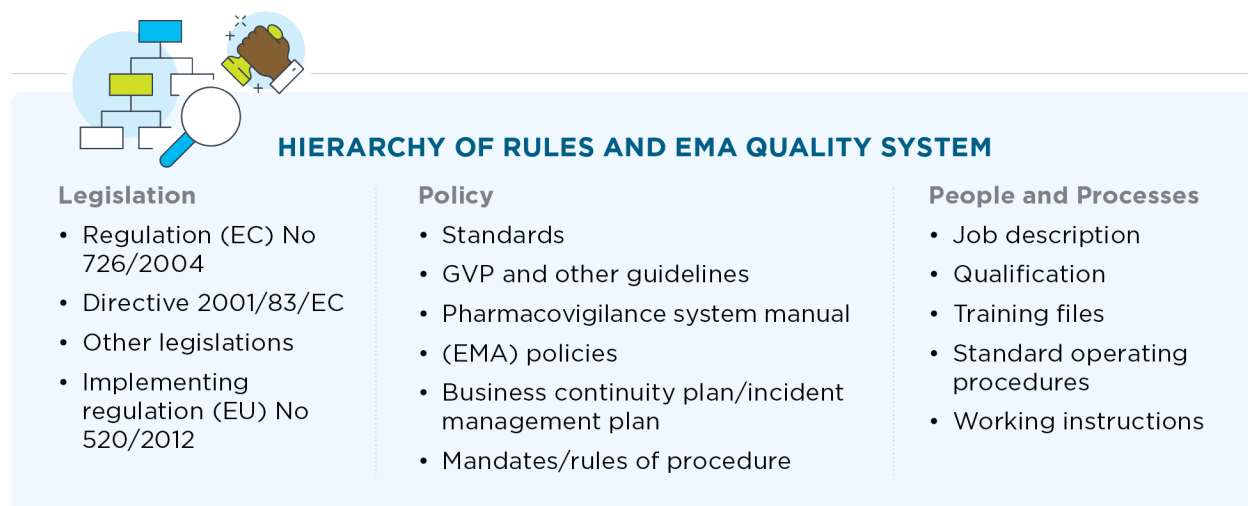 HIERARCHY OF RULES AND EMA QUALITY SYSTEM
Legislation
• Regulation (EC) No
726/2004
• Directive 2001/83/EC
• Other legislations
• Implementing
regulation (EU) No
520/2012
Policy
• Standards
• GVP and other guidelines
• Pharmacovigilance system manual
• (EMA) policies
• Business continuity plan/incident
management plan
• Mandates/rules of procedure
People and Processes
• Job description
• Qualification
• Training files
• Standard operating
procedures
• Working instructions